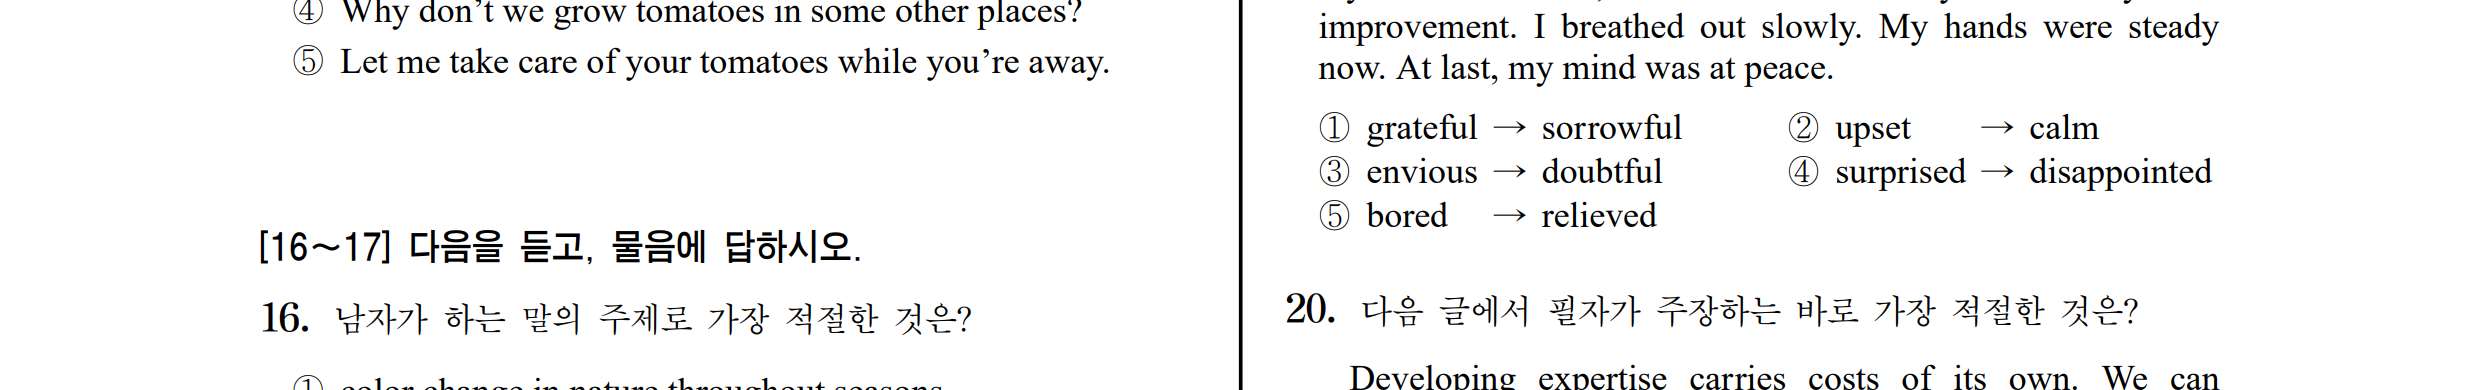 ④ Why don't we grow tomatoes in some other places?
⑤ Let me take care of your tomatoes while you're away.
[16~17] 다음을 듣고, 물음에 답하시오.
16. 남자가 하는 말의 주제로 가장 적절한 것은?
① color change in nature throughout seasons
improvement. I breathed out slowly. My hands were steady
now. At last, my mind was at peace.
① grateful → sorrowful ② upset → calm
③ envious → doubtful ④ surprised → disappointed
⑤ bored → relieved
20. 다음 글에서 필자가 주장하는 바로 가장 적절한 것은?
Developing expertise carries costs of its own. We can